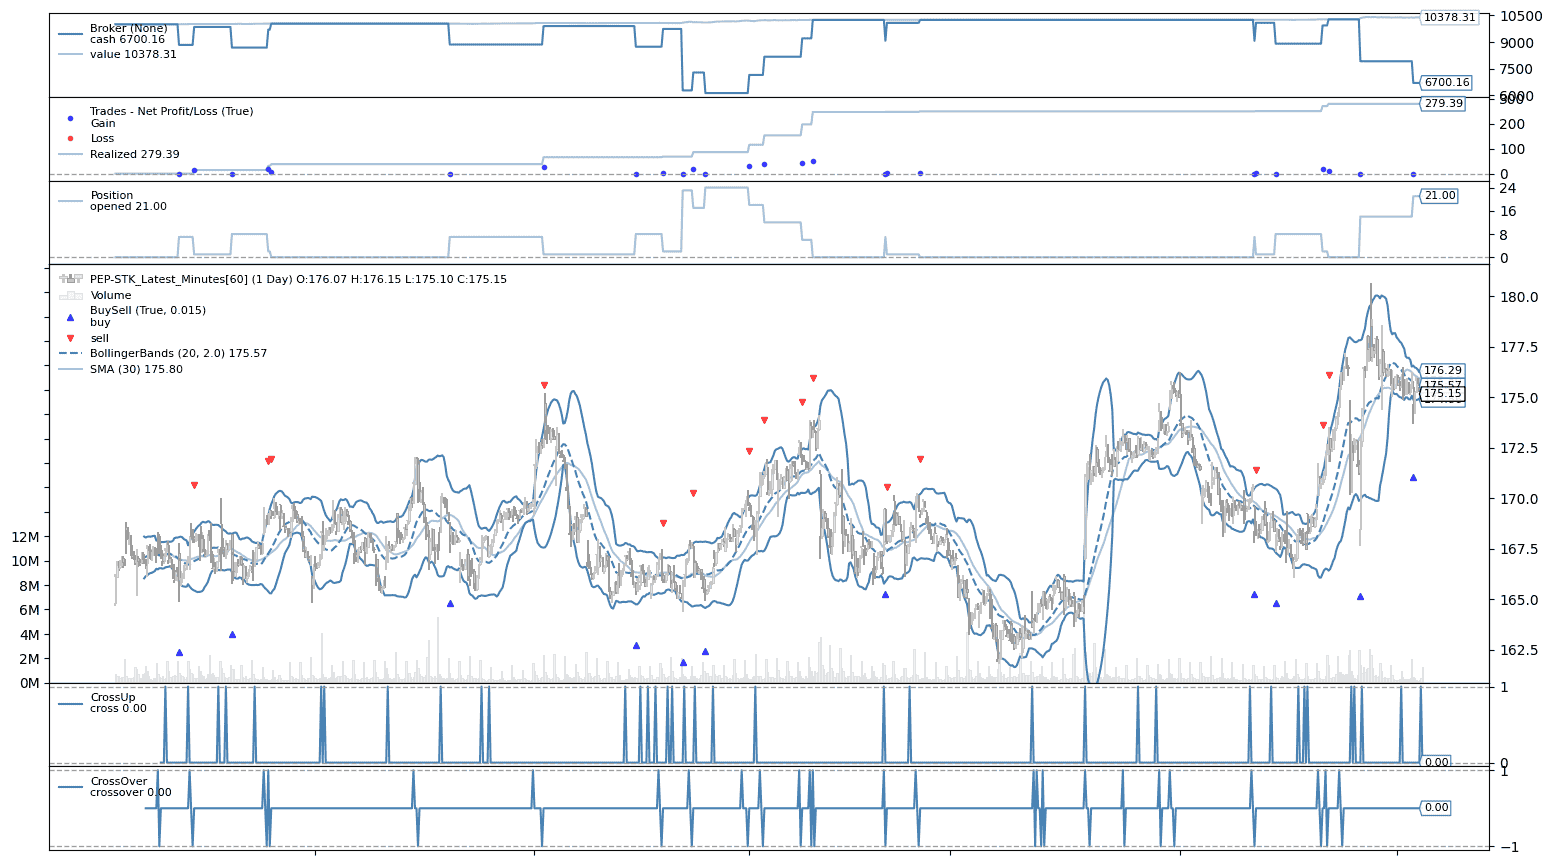 Broker (None)
cash 6700.16
value 10378.31
10378.31
6700.16
10500
9000
7500
6000
Trades - Net Profit/Loss (True)
Gain
Loss
Realized 279.39
279.39
300
200
100
0
Position
opened 21.00
21.00
24
16
8
0
PEP-STK_Latest_Minutes[60] (1 Day) O:176.07 H:176.15 L:175.10 C:175.15
Volume
BuySell (True, 0.015)
buy
sell
BollingerBands (20, 2.0) 175.57
SMA (30) 175.80
12M
10M
8M
6M
4M
2M
0M
176.29
175.57
175.15
180.0
177.5
175.0
172.5
170.0
167.5
165.0
162.5
CrossUp
cross 0.00
0.00
1
0
CrossOver
crossover 0.00
0.00
1
−1